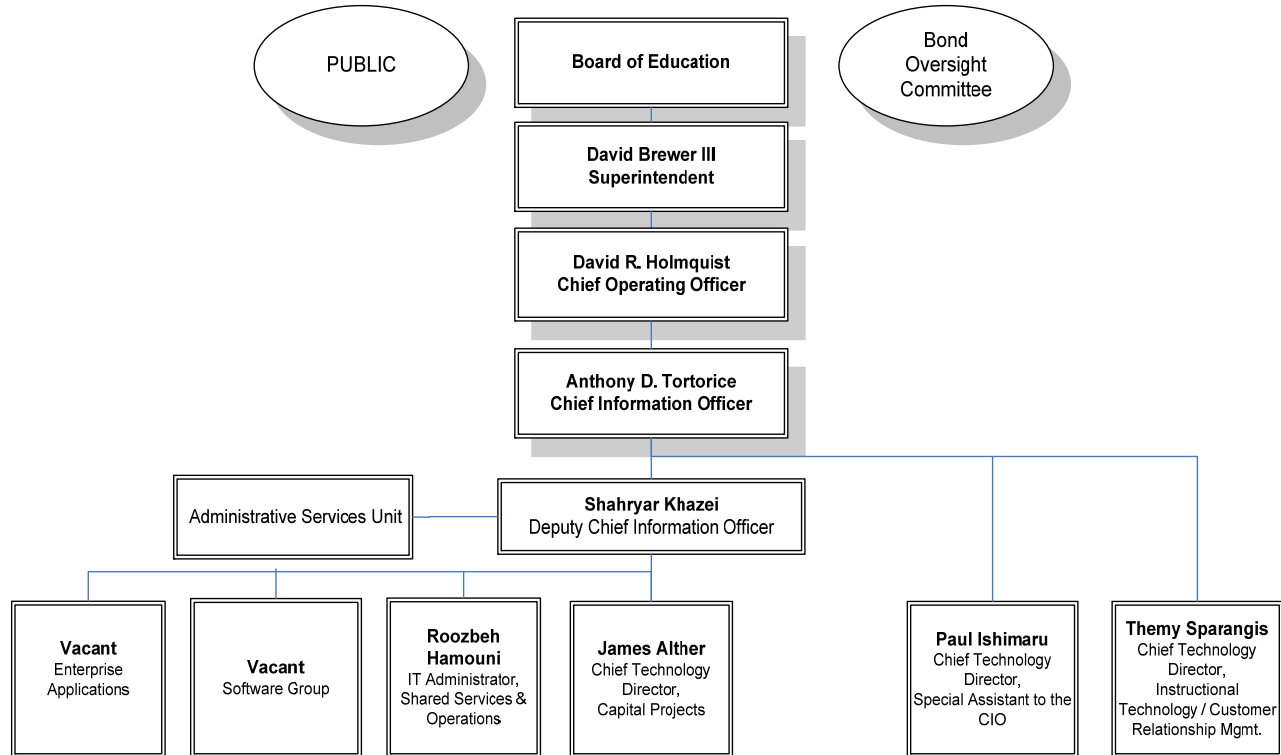 PUBLIC
Board of Education
Bond
Oversight
Committee
David Brewer III
Superintendent
David R. Holmquist
Chief Operating Officer
Anthony D. Tortorice
Chief Information Officer
Administrative Services Unit
Shahryar Khazei
Deputy Chief Information Officer
Vacant
Enterprise
Applications
Vacant
Software Group
Roozbeh
Hamouni
IT Administrator,
Shared Services &
Operations
James Alther
Chief Technology
Director,
Capital Projects
Paul Ishimaru
Chief Technology
Director,
Special Assistant to the
CIO
Themy Sparangis
Chief Technology
Director,
Instructional
Technology / Customer
Relationship Mgmt.